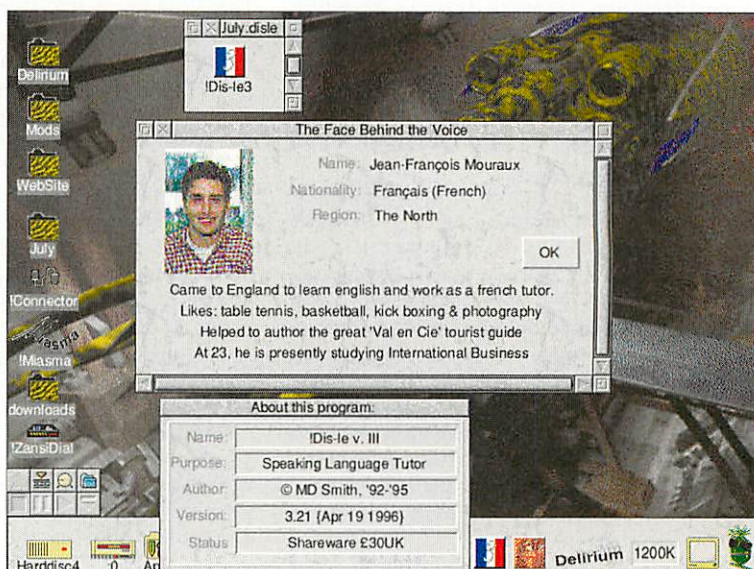 July.disle
!Dis-le3
Delirium
Mods
WebSite
July
!Connector
Miasma
!Miasma
downloads
!ZansiDial
The Face Behind the Voice
Name: Jean-François Mouraux
Nationality: Français (French)
Region: The North
OK
Came to England to learn english and work as a french tutor.
Likes: table tennis, basketball, kick boxing & photography
Helped to author the great 'Val en Cie' tourist guide
At 23, he is presently studying International Business
About this program:
Name: !Dis-le v. III
Purpose: Speaking Language Tutor
Author: © MD Smith, '92-'95
Version: 3.21 {Apr 19 1996}
Status Shareware £30UK
Harddisc4 :0 Ap Delirium 1200K